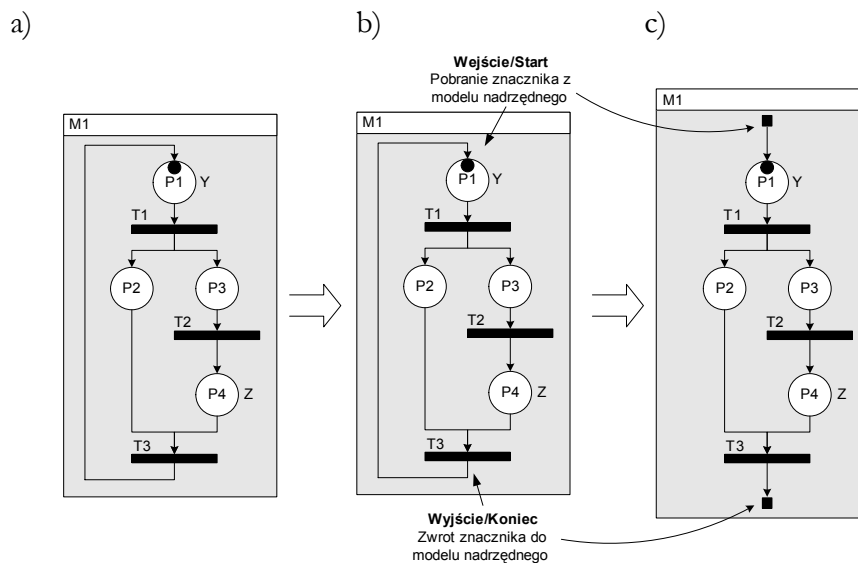 a)
b)
c)
Wejście/Start
Pobranie znacznika z
modelu nadrzędnego
M1
P1 Y
T1
P2 P3
T2
P4 Z
T3
M1
P1 Y
T1
P2 P3
T2
P4 Z
T3
Wyjście/Koniec
Zwrot znacznika do
modelu nadrzędnego
M1
P1 Y
T1
P2 P3
T2
P4 Z
T3